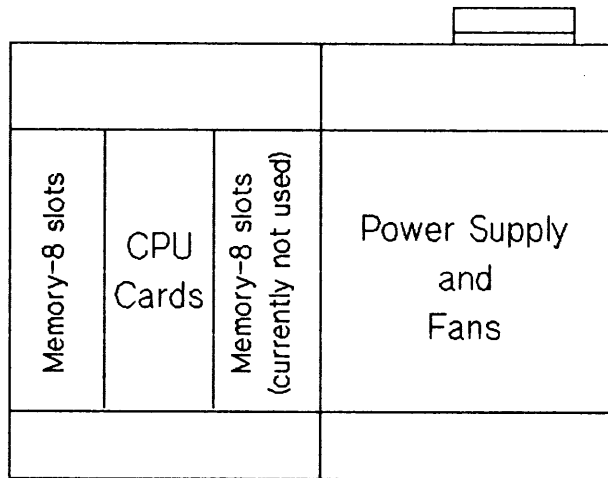 Memory-8 slots
CPU
Cards
Memory-8 slots
(currently not used)
Power Supply
and
Fans